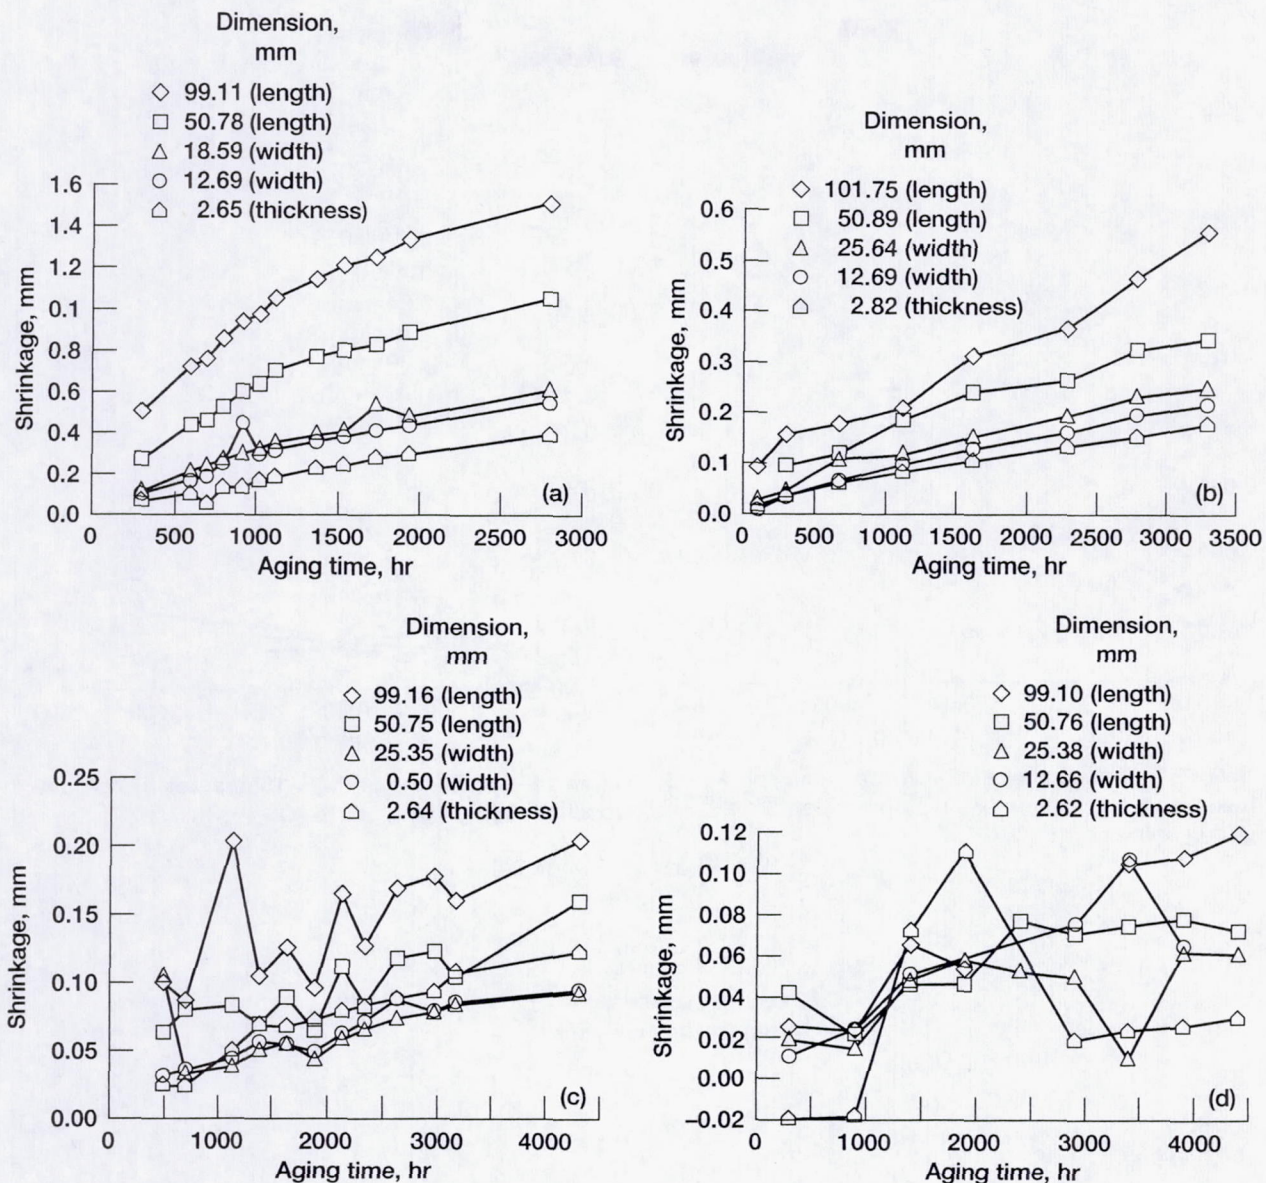 Dimension,
mm
99.11 (length)
50.78 (length)
18.59 (width)
12.69 (width)
2.65 (thickness)
1.6
1.4
1.2
0.1
0.8
0.6
0.4
0.2
0.0
Shrinkage, mm
(a)
0 500 1000 1500 2000 2500 3000
Aging time, hr
Dimension,
mm
101.75 (length)
50.89 (length)
25.64 (width)
12.69 (width)
2.82 (thickness)
0.6
0.5
0.4
0.3
0.2
0.1
0.0
Shrinkage, mm
(b)
0 500 1000 1500 2000 2500 3000 3500
Aging time, hr
Dimension,
mm
99.16 (length)
50.75 (length)
25.35 (width)
0.50 (width)
2.64 (thickness)
0.25
0.20
0.15
0.10
0.05
0.00
Shrinkage, mm
(c)
0 1000 2000 3000 4000
Aging time, hr
Dimension,
mm
99.10 (length)
50.76 (length)
25.38 (width)
12.66 (width)
2.62 (thickness)
0.12
0.10
0.08
0.06
0.04
0.02
0.00
–0.02
Shrinkage, mm
(d)
0 1000 2000 3000 4000
Aging time, hr